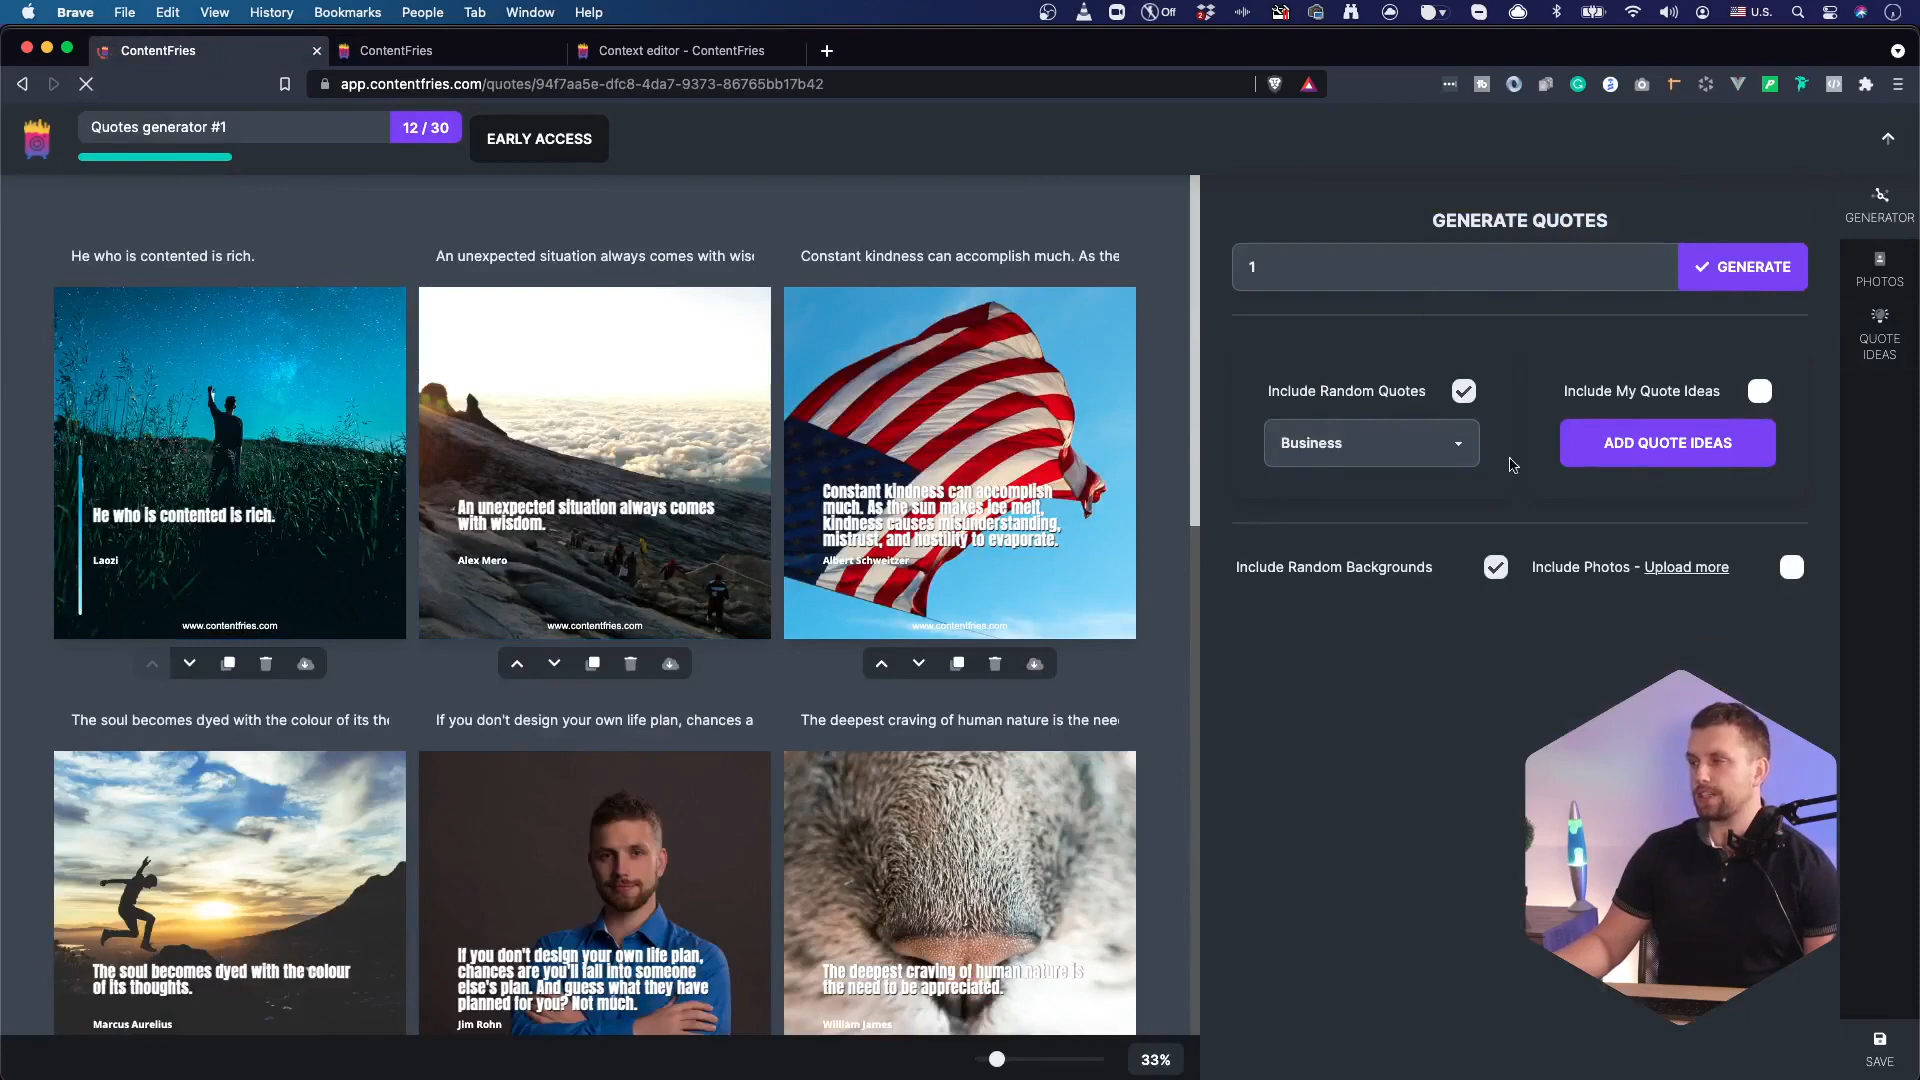 Brave File Edit View History Bookmarks People Tab Window Help
Off
2
U.S.
ContentFries
ContentFries
Context editor - ContentFries
app.contentfries.com/quotes/94f7aa5e-dfc8-4da7-9373-86765bb17b42
Quotes generator #1
12 / 30
EARLY ACCESS
GENERATE QUOTES
1
GENERATE
Include Random Quotes
Include My Quote Ideas
Business
ADD QUOTE IDEAS
Include Random Backgrounds
Include Photos - Upload more
GENERATOR
PHOTOS
QUOTE
IDEAS
He who is contented is rich.
He who is contented is rich.
Laozi
www.contentfries.com
An unexpected situation always comes with
An unexpected situation always comes
with wisdom.
Alex Mero
www.contentfries.com
Constant kindness can accomplish much. As the
Constant kindness can accomplish
much. As the sun makes ice melt,
kindness causes misunderstanding,
mistrust, and hostility to evaporate.
Albert Schweitzer
www.contentfries.com
The soul becomes dyed with the colour of its
The soul becomes dyed with the colour
of its thoughts.
Marcus Aurelius
If you don't design your own life plan, chances a
If you don't design your own life plan,
chances are you'll fall into someone
else's plan. And guess what they have
planned for you? Not much.
Jim Rohn
The deepest craving of human nature is the
The deepest craving of human nature is
the need to be appreciated.
William James
33%
SAVE